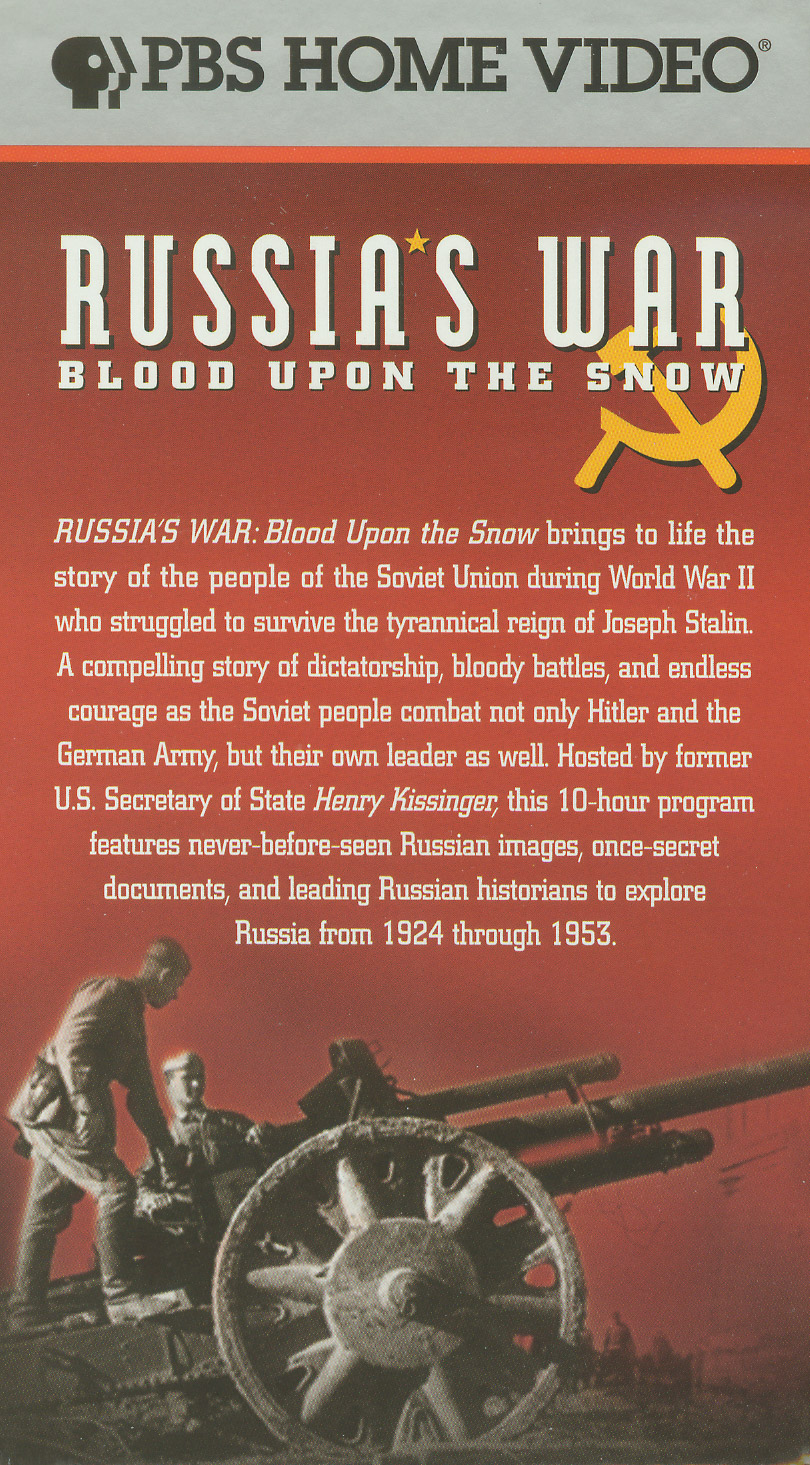 PBS HOME VIDEO®
RUSSIA'S WAR
BLOOD UPON THE SNOW
RUSSIA'S WAR: Blood Upon the Snow brings to life the
story of the people of the Soviet Union during World War II
who struggled to survive the tyrannical reign of Joseph Stalin.
A compelling story of dictatorship, bloody battles, and endless
courage as the Soviet people combat not only Hitler and the
German Army, but their own leader as well. Hosted by former
U.S. Secretary of State Henry Kissinger, this 10-hour program
features never-before-seen Russian images, once-secret
documents, and leading Russian historians to explore
Russia from 1924 through 1953.